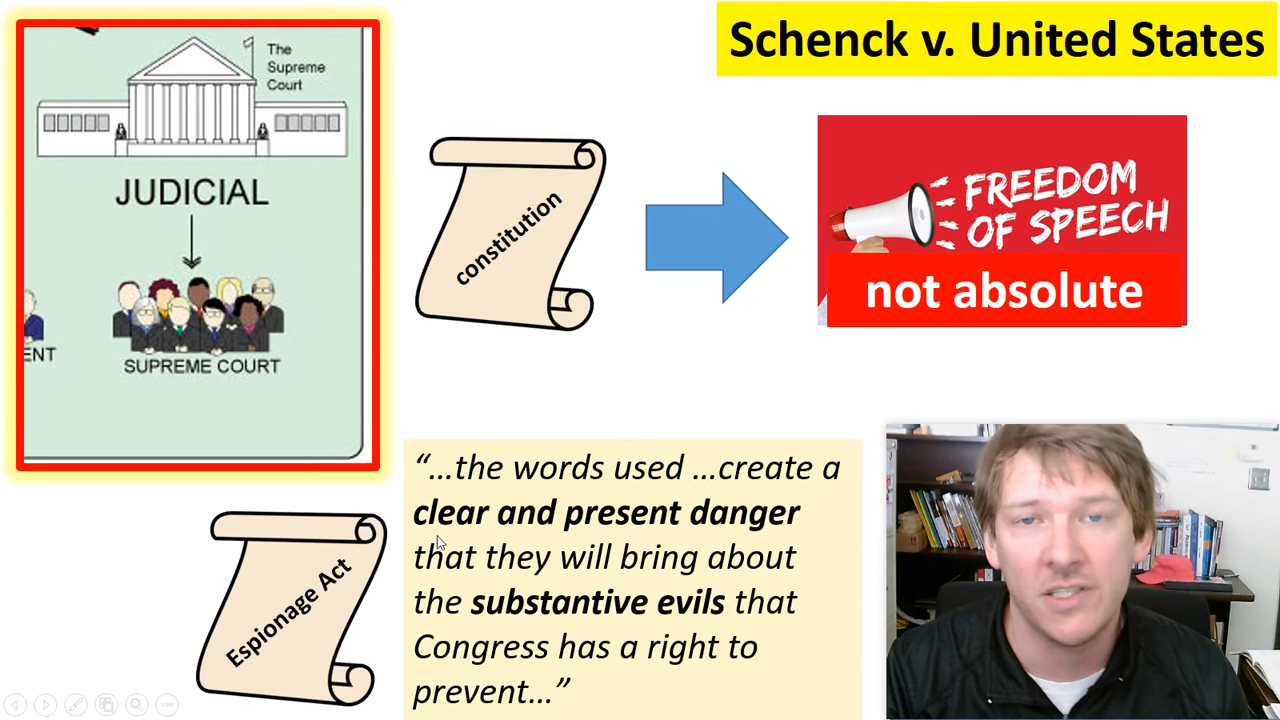 Schenck v. United States
The
Supreme
Court
JUDICIAL
ENT
SUPREME COURT
constitution
FREEDOM
OF SPEECH
not absolute
Espionage Act
“...the words used ...create a
clear and present danger
that they will bring about
the substantive evils that
Congress has a right to
prevent...”